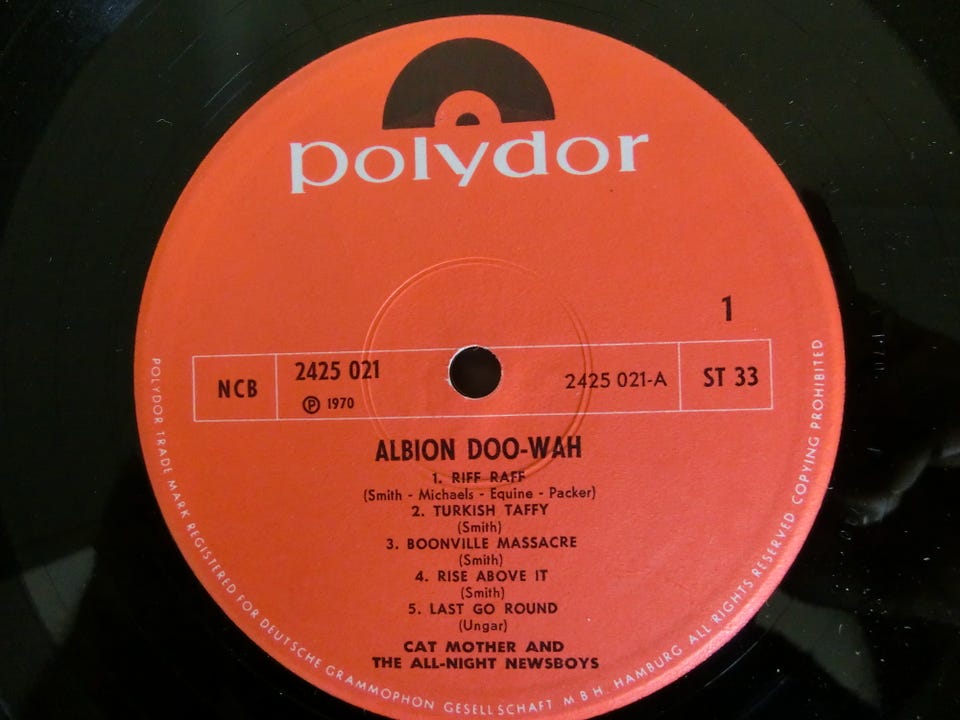 polydor
1
NCB
2425 021
℗ 1970
2425 021-A
ST 33
ALBION DOO-WAH
1. RIFF RAFF
(Smith - Michaels - Equine - Packer)
2. TURKISH TAFFY
(Smith)
3. BOONVILLE MASSACRE
(Smith)
4. RISE ABOVE IT
(Smith)
5. LAST GO ROUND
(Ungar)
CAT MOTHER AND
THE ALL-NIGHT NEWSBOYS
POLYDOR TRADE MARK REGISTERED FOR DEUTSCHE GRAMMOPHON GESELLSCHAFT M B H. HAMBURG ALL RIGHTS RESERVED COPYING PROHIBITED